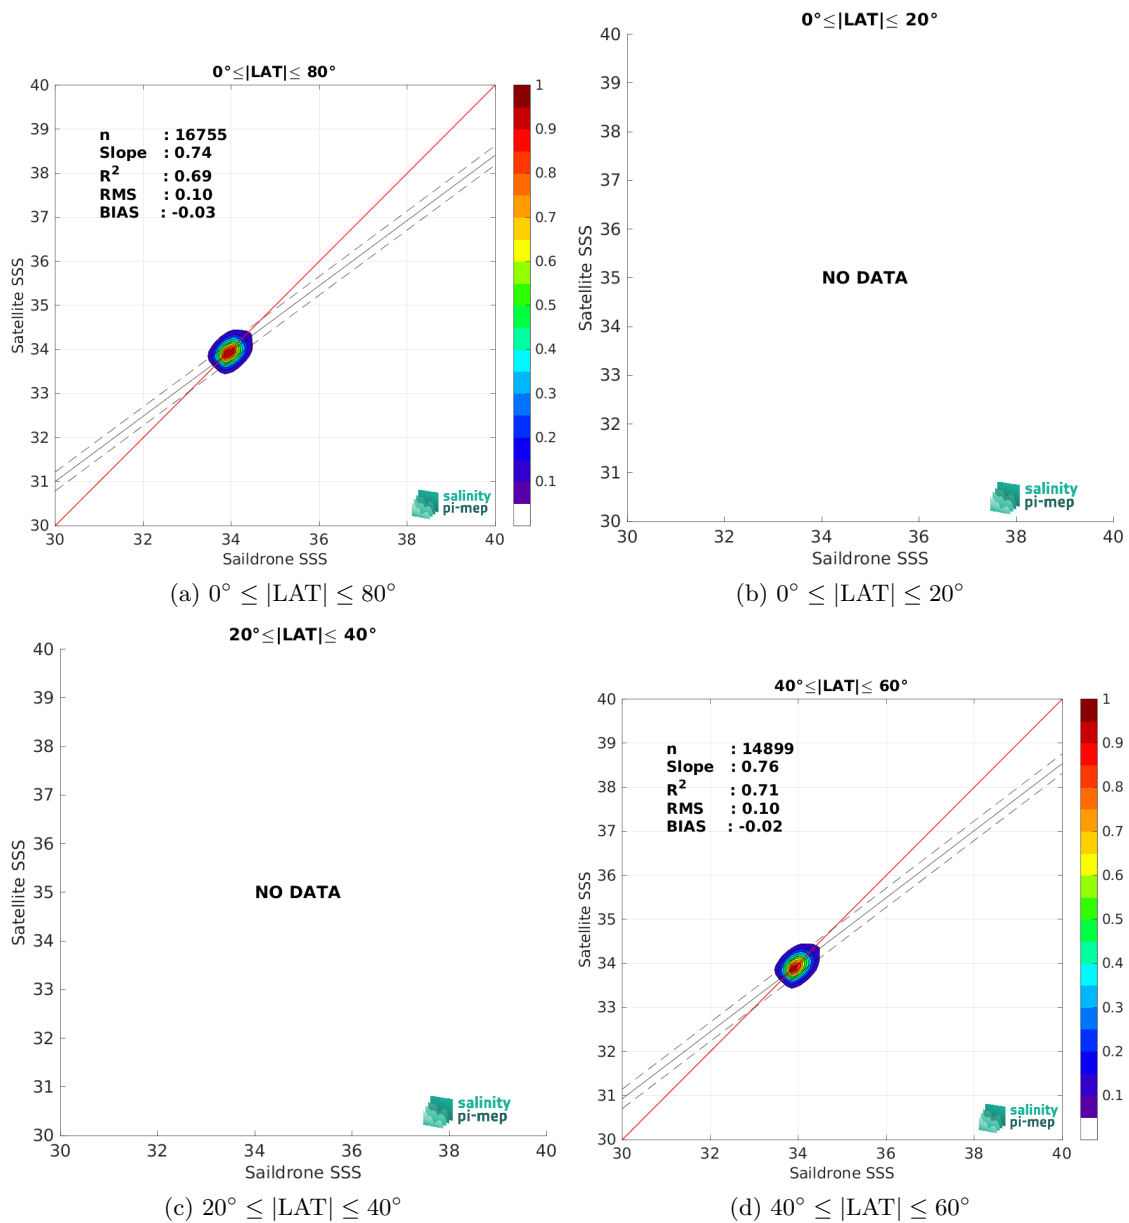 0°≤|LAT|≤ 80°
40
39
38
37
36
35
34
33
32
31
30
Satellite SSS
n : 16755
Slope : 0.74
R² : 0.69
RMS : 0.10
BIAS : -0.03
salinity
pi-mep
30 32 34 36 38 40
Saildrone SSS
1
0.9
0.8
0.7
0.6
0.5
0.4
0.3
0.2
0.1
(a) 0° ≤ |LAT| ≤ 80°
0°≤|LAT|≤ 20°
40
39
38
37
36
35
34
33
32
31
30
Satellite SSS
NO DATA
salinity
pi-mep
30 32 34 36 38 40
Saildrone SSS
(b) 0° ≤ |LAT| ≤ 20°
20°≤|LAT|≤ 40°
40
39
38
37
36
35
34
33
32
31
30
Satellite SSS
NO DATA
salinity
pi-mep
30 32 34 36 38 40
Saildrone SSS
(c) 20° ≤ |LAT| ≤ 40°
40°≤|LAT|≤ 60°
40
39
38
37
36
35
34
33
32
31
30
Satellite SSS
n : 14899
Slope : 0.76
R² : 0.71
RMS : 0.10
BIAS : -0.02
salinity
pi-mep
30 32 34 36 38 40
Saildrone SSS
1
0.9
0.8
0.7
0.6
0.5
0.4
0.3
0.2
0.1
(d) 40° ≤ |LAT| ≤ 60°